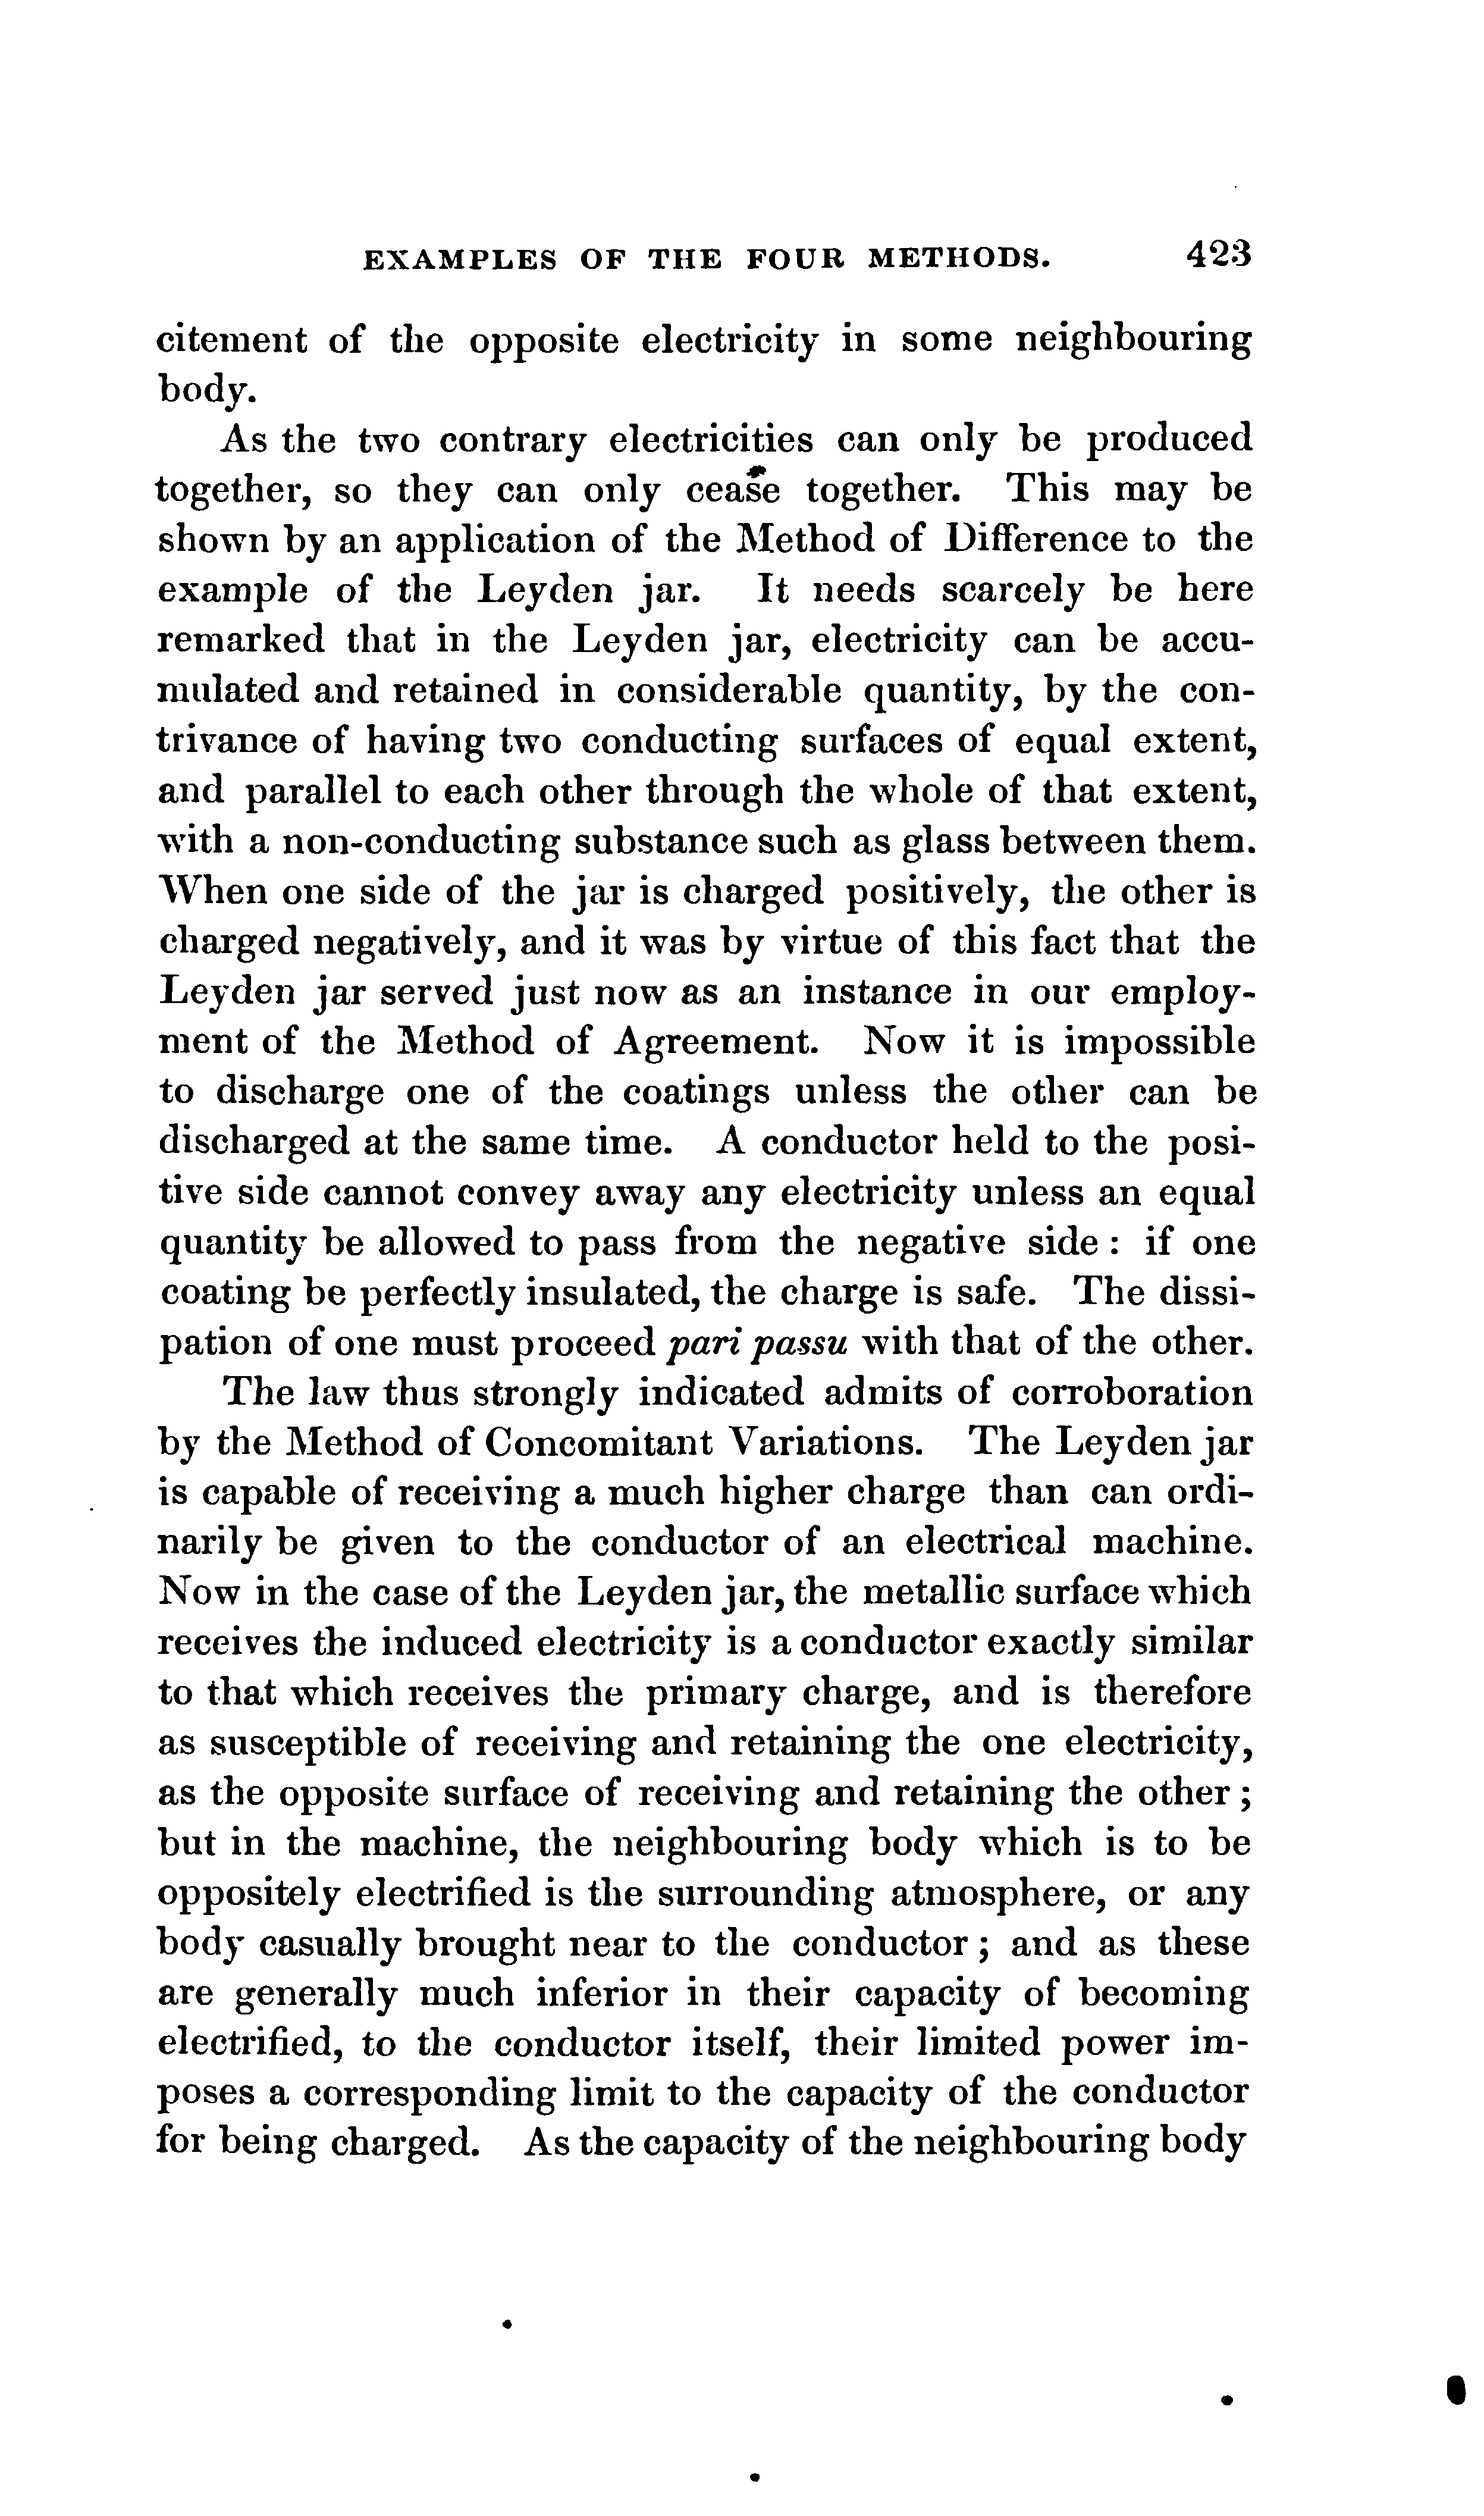 EXAMPLES OF THE FOUR METHODS. 423
citement of the opposite electricity in some neighbouring
body.
As the two contrary electricities can only be produced
together, so they can only cease together. This may be
shown by an application of the Method of Difference to the
example of the Leyden jar. It needs scarcely be here
remarked that in the Leyden jar, electricity can be accu-
mulated and retained in considerable quantity, by the con-
trivance of having two conducting surfaces of equal extent,
and parallel to each other through the whole of that extent,
with a non-conducting substance such as glass between them.
When one side of the jar is charged positively, the other is
charged negatively, and it was by virtue of this fact that the
Leyden jar served just now as an instance in our employ-
ment of the Method of Agreement. Now it is impossible
to discharge one of the coatings unless the other can be
discharged at the same time. A conductor held to the posi-
tive side cannot convey away any electricity unless an equal
quantity be allowed to pass from the negative side : if one
coating be perfectly insulated, the charge is safe. The dissi-
pation of one must proceed pari passu with that of the other.
The law thus strongly indicated admits of corroboration
by the Method of Concomitant Variations. The Leyden jar
is capable of receiving a much higher charge than can ordi-
narily be given to the conductor of an electrical machine.
Now in the case of the Leyden jar, the metallic surface which
receives the induced electricity is a conductor exactly similar
to that which receives the primary charge, and is therefore
as susceptible of receiving and retaining the one electricity,
as the opposite surface of receiving and retaining the other ;
but in the machine, the neighbouring body which is to be
oppositely electrified is the surrounding atmosphere, or any
body casually brought near to the conductor ; and as these
are generally much inferior in their capacity of becoming
electrified, to the conductor itself, their limited power im-
poses a corresponding limit to the capacity of the conductor
for being charged. As the capacity of the neighbouring body